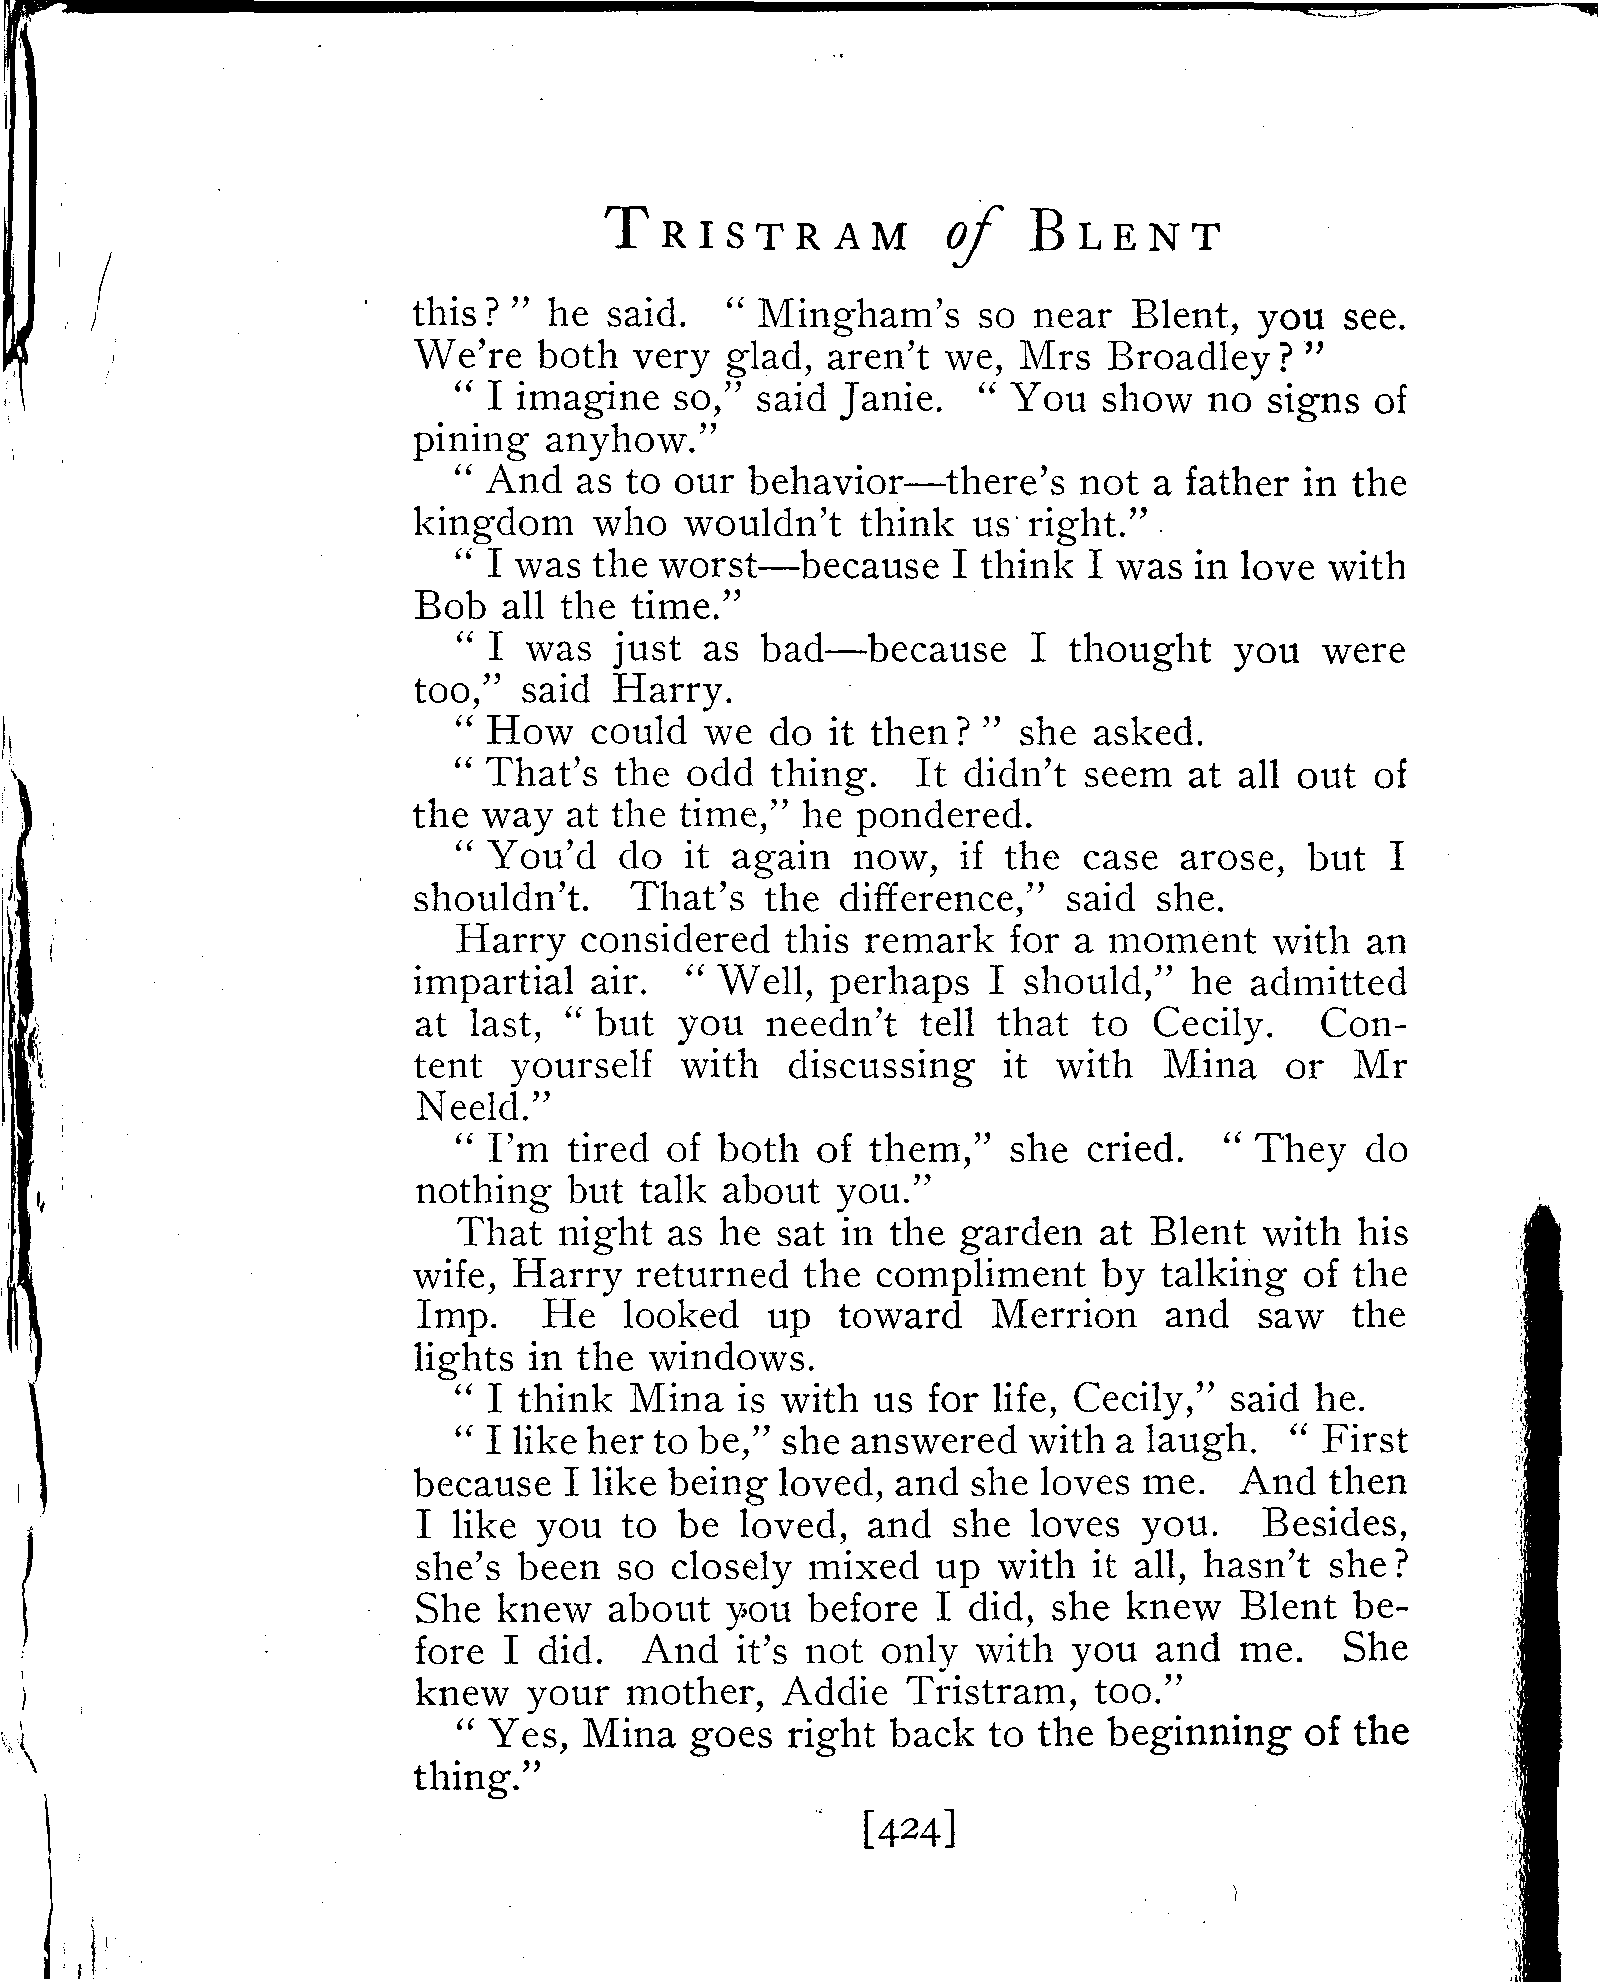 TRISTRAM of BLENT
this?" he said. "Mingham's so near Blent, you see.
We're both very glad, aren't we, Mrs Broadley?"
"I imagine so," said Janie. "You show no signs of
pining anyhow."
"And as to our behavior—there's not a father in the
kingdom who wouldn't think us right."
"I was the worst—because I think I was in love with
Bob all the time."
"I was just as bad—because I thought you were
too," said Harry.
"How could we do it then?" she asked.
"That's the odd thing. It didn't seem at all out of
the way at the time," he pondered.
"You'd do it again now, if the case arose, but I
shouldn't. That's the difference," said she.
Harry considered this remark for a moment with an
impartial air. "Well, perhaps I should," he admitted
at last, "but you needn't tell that to Cecily. Con-
tent yourself with discussing it with Mina or Mr
Neeld."
"I'm tired of both of them," she cried. "They do
nothing but talk about you."
That night as he sat in the garden at Blent with his
wife, Harry returned the compliment by talking of the
Imp. He looked up toward Merrion and saw the
lights in the windows.
"I think Mina is with us for life, Cecily," said he.
"I like her to be," she answered with a laugh. "First
because I like being loved, and she loves me. And then
I like you to be loved, and she loves you. Besides,
she's been so closely mixed up with it all, hasn't she?
She knew about you before I did, she knew Blent be-
fore I did. And it's not only with you and me. She
knew your mother, Addie Tristram, too."
"Yes, Mina goes right back to the beginning of the
thing."
[424]